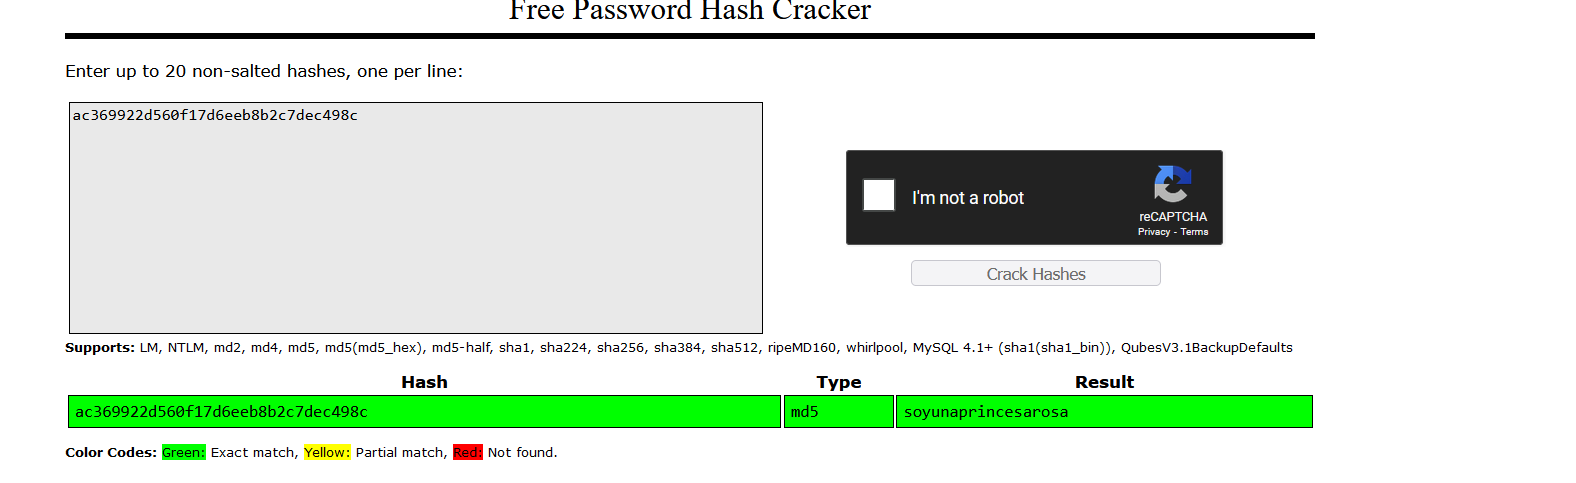 Free Password Hash Cracker
Enter up to 20 non-salted hashes, one per line:
ac369922d560f17d6eeb8b2c7dec498c
I'm not a robot
reCAPTCHA
Privacy - Terms
Crack Hashes
Supports: LM, NTLM, md2, md4, md5, md5(md5_hex), md5-half, sha1, sha224, sha256, sha384, sha512, ripeMD160, whirlpool, MySQL 4.1+ (sha1(sha1_bin)), QubesV3.1BackupDefaults
Hash Type Result
ac369922d560f17d6eeb8b2c7dec498c md5 soyunaprincesarosa
Color Codes: Green: Exact match, Yellow: Partial match, Red: Not found.